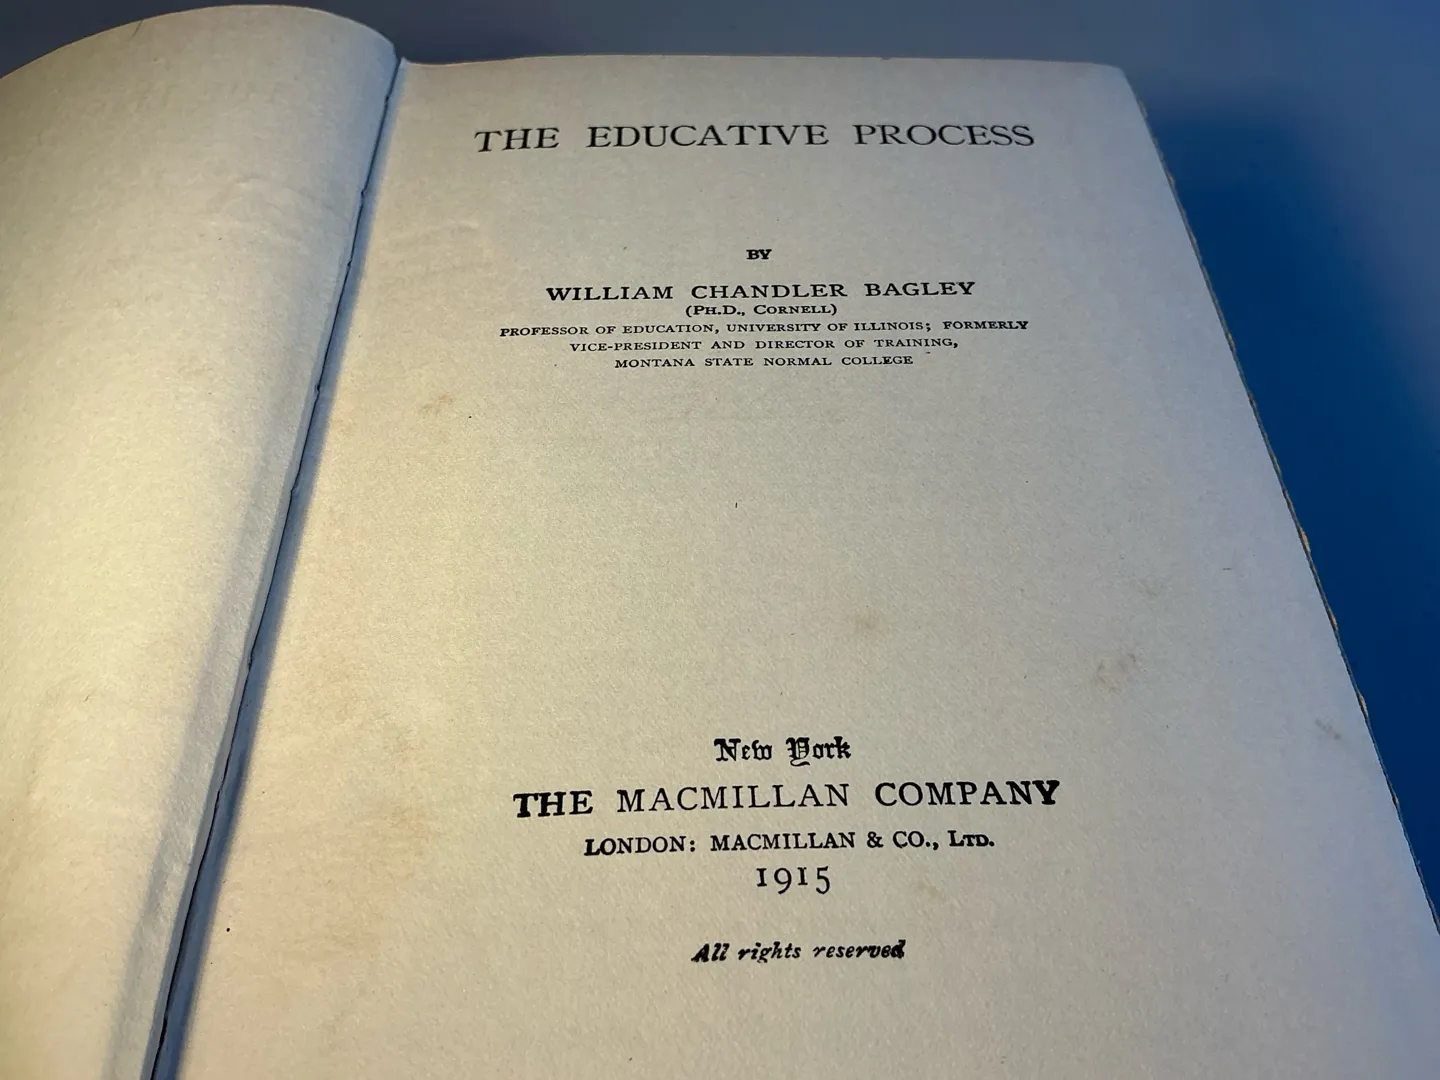 THE EDUCATIVE PROCESS
BY
WILLIAM CHANDLER BAGLEY
(PH.D., CORNELL)
PROFESSOR OF EDUCATION, UNIVERSITY OF ILLINOIS; FORMERLY
VICE-PRESIDENT AND DIRECTOR OF TRAINING,
MONTANA STATE NORMAL COLLEGE
New York
THE MACMILLAN COMPANY
LONDON: MACMILLAN & CO., LTD.
1915
All rights reserved